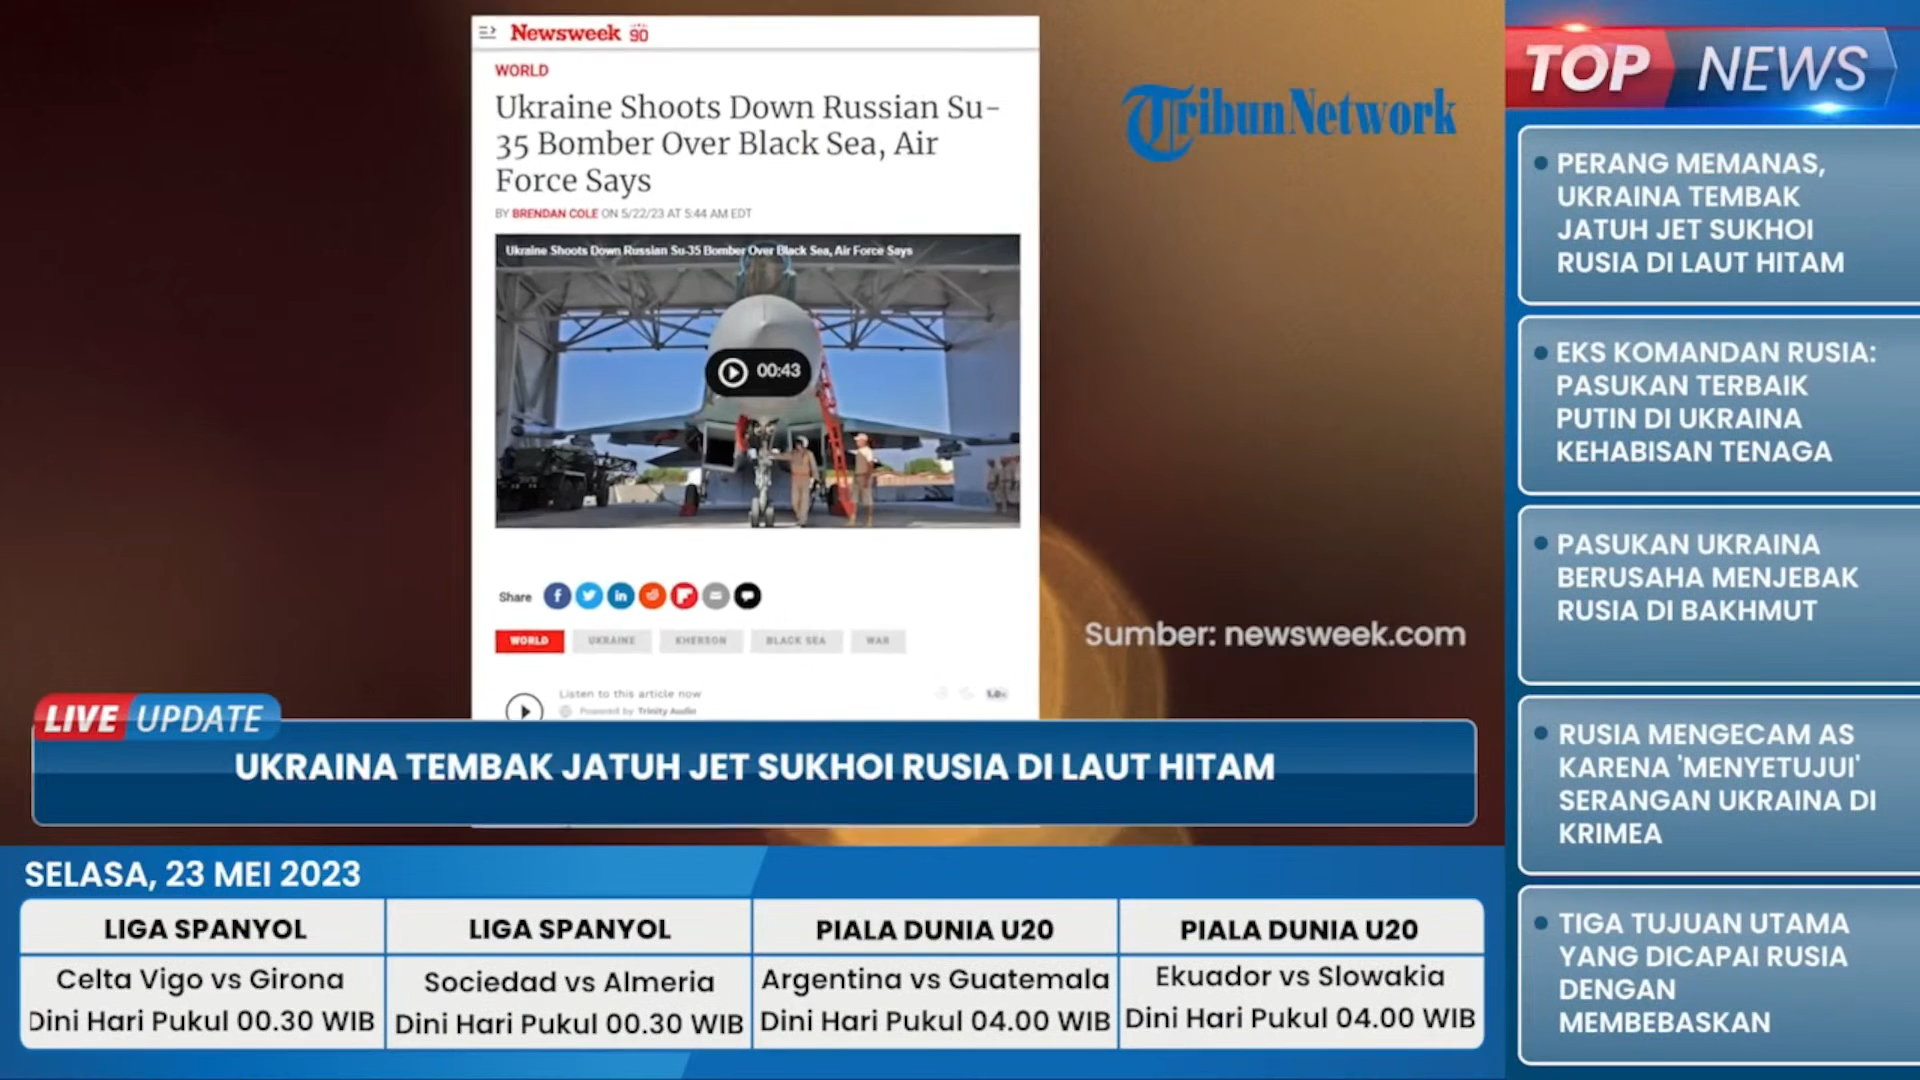 Newsweek 90
WORLD
Ukraine Shoots Down Russian Su-
35 Bomber Over Black Sea, Air
Force Says
BY BRENDAN COLE ON 5/22/23 AT 5:44 AM EDT
Ukraine Shoots Down Russian Su-35 Bomber Over Black Sea, Air Force Says
00:43
Share
WORLD UKRAINE KHERSON BLACK SEA WAR
Listen to this article now
Powered by Trinity Audio
1.0x
TribunNetwork
Sumber: newsweek.com
LIVE UPDATE
UKRAINA TEMBAK JATUH JET SUKHOI RUSIA DI LAUT HITAM
SELASA, 23 MEI 2023
LIGA SPANYOL
Celta Vigo vs Girona
Dini Hari Pukul 00.30 WIB
LIGA SPANYOL
Sociedad vs Almeria
Dini Hari Pukul 00.30 WIB
PIALA DUNIA U20
Argentina vs Guatemala
Dini Hari Pukul 04.00 WIB
PIALA DUNIA U20
Ekuador vs Slowakia
Dini Hari Pukul 04.00 WIB
TOP NEWS
PERANG MEMANAS,
UKRAINA TEMBAK
JATUH JET SUKHOI
RUSIA DI LAUT HITAM
EKS KOMANDAN RUSIA:
PASUKAN TERBAIK
PUTIN DI UKRAINA
KEHABISAN TENAGA
PASUKAN UKRAINA
BERUSAHA MENJEBAK
RUSIA DI BAKHMUT
RUSIA MENGECAM AS
KARENA 'MENYETUJUI'
SERANGAN UKRAINA DI
KRIMEA
TIGA TUJUAN UTAMA
YANG DICAPAI RUSIA
DENGAN
MEMBEBASKAN